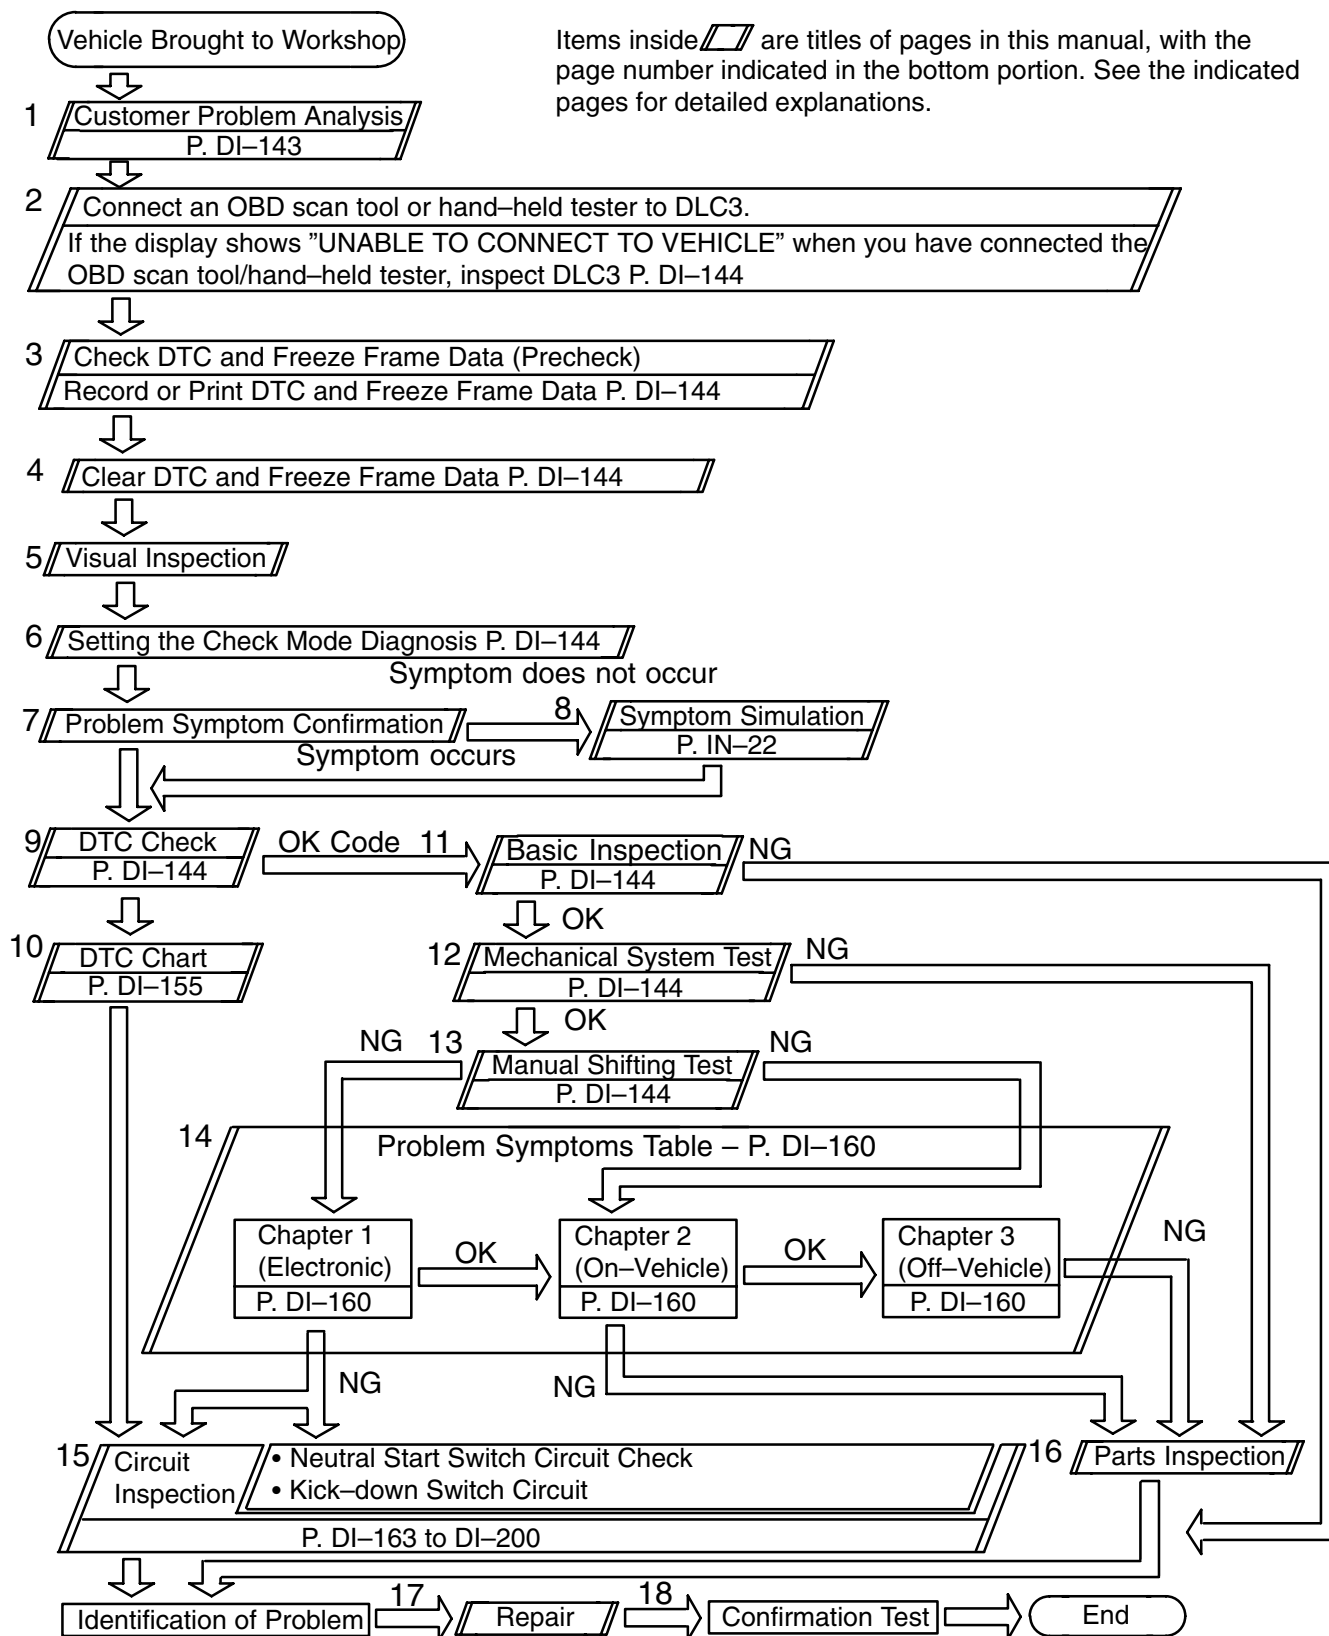 Vehicle Brought to Workshop
Items inside are titles of pages in this manual, with the
page number indicated in the bottom portion. See the indicated
pages for detailed explanations.
1
Customer Problem Analysis
P. DI–143
2
Connect an OBD scan tool or hand–held tester to DLC3.
If the display shows ”UNABLE TO CONNECT TO VEHICLE” when you have connected the
OBD scan tool/hand–held tester, inspect DLC3 P. DI–144
3
Check DTC and Freeze Frame Data (Precheck)
Record or Print DTC and Freeze Frame Data P. DI–144
4
Clear DTC and Freeze Frame Data P. DI–144
5
Visual Inspection
6
Setting the Check Mode Diagnosis P. DI–144
Symptom does not occur
7
Problem Symptom Confirmation
8
Symptom Simulation
P. IN–22
Symptom occurs
9
DTC Check
P. DI–144
OK Code
11
Basic Inspection
P. DI–144
NG
OK
10
DTC Chart
P. DI–155
12
Mechanical System Test
P. DI–144
NG
OK
NG
13
Manual Shifting Test
P. DI–144
NG
14
Problem Symptoms Table – P. DI–160
Chapter 1
(Electronic)
P. DI–160
OK
Chapter 2
(On–Vehicle)
P. DI–160
OK
Chapter 3
(Off–Vehicle)
P. DI–160
NG
NG
NG
15
Circuit
Inspection
• Neutral Start Switch Circuit Check
• Kick–down Switch Circuit
P. DI–163 to DI–200
16
Parts Inspection
Identification of Problem
17
Repair
18
Confirmation Test
End